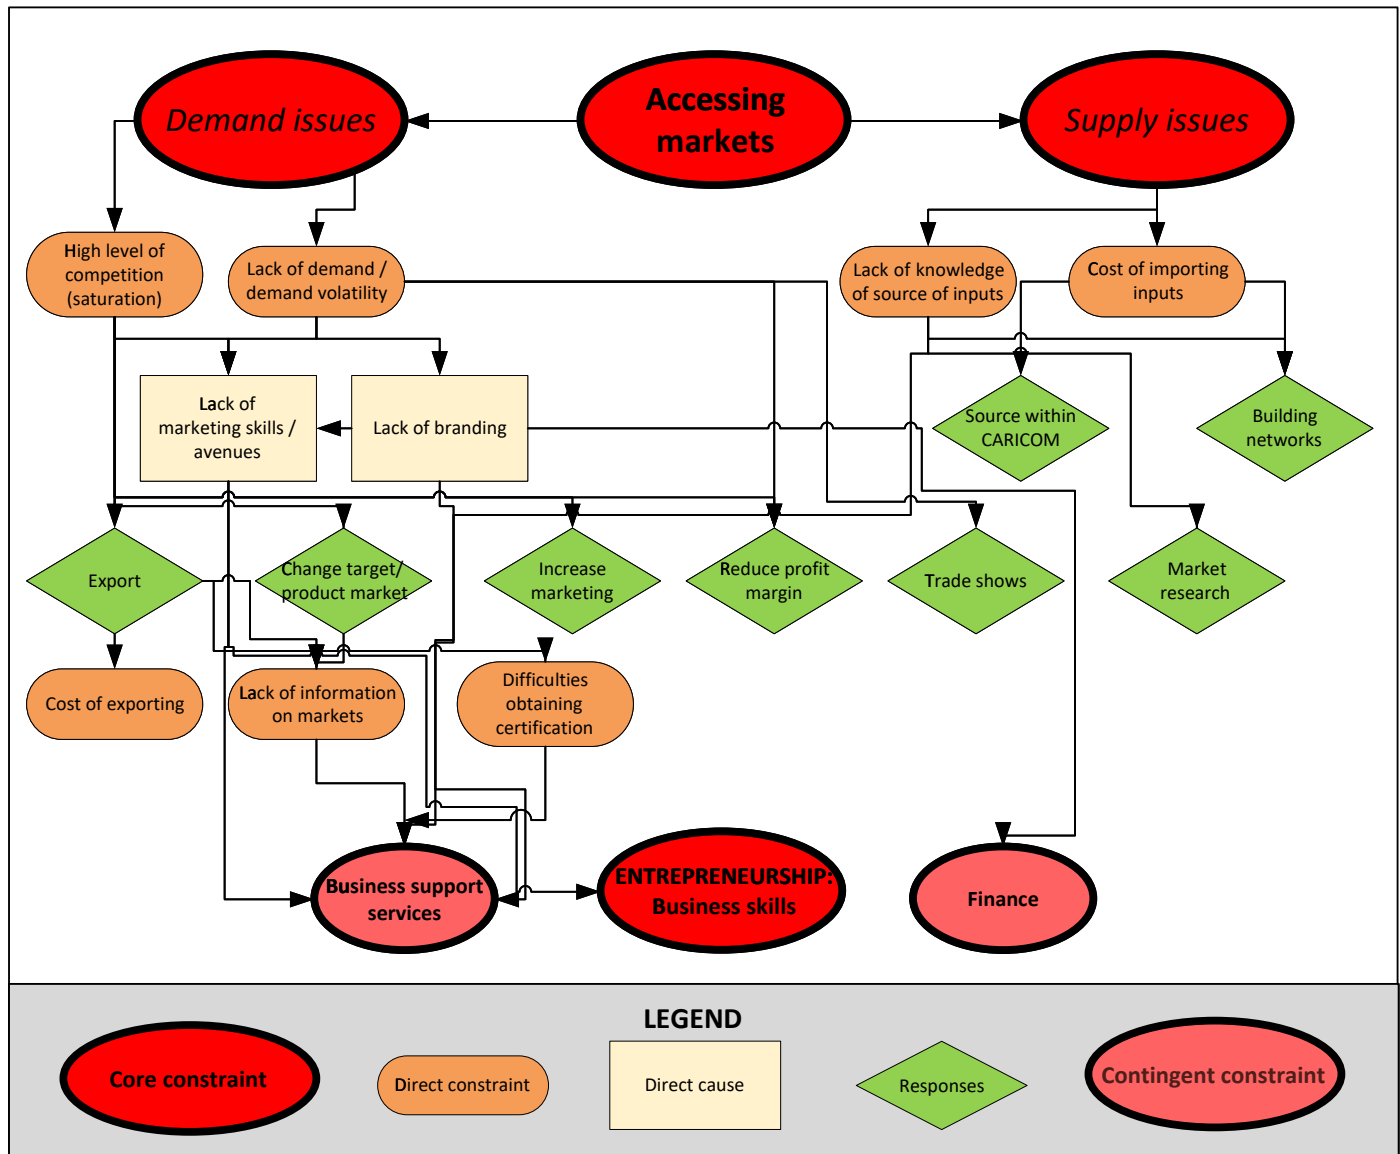 Demand issues
Accessing
markets
Supply issues
High level of
competition
(saturation)
Lack of demand /
demand volatility
Lack of knowledge
of source of inputs
Cost of importing
inputs
Lack of
marketing skills /
avenues
Lack of branding
Source within
CARICOM
Building
networks
Export
Change target/
product market
Increase
marketing
Reduce profit
margin
Trade shows
Market
research
Cost of exporting
Lack of information
on markets
Difficulties
obtaining
certification
Business support
services
ENTREPRENEURSHIP:
Business skills
Finance
LEGEND
Core constraint
Direct constraint
Direct cause
Responses
Contingent constraint